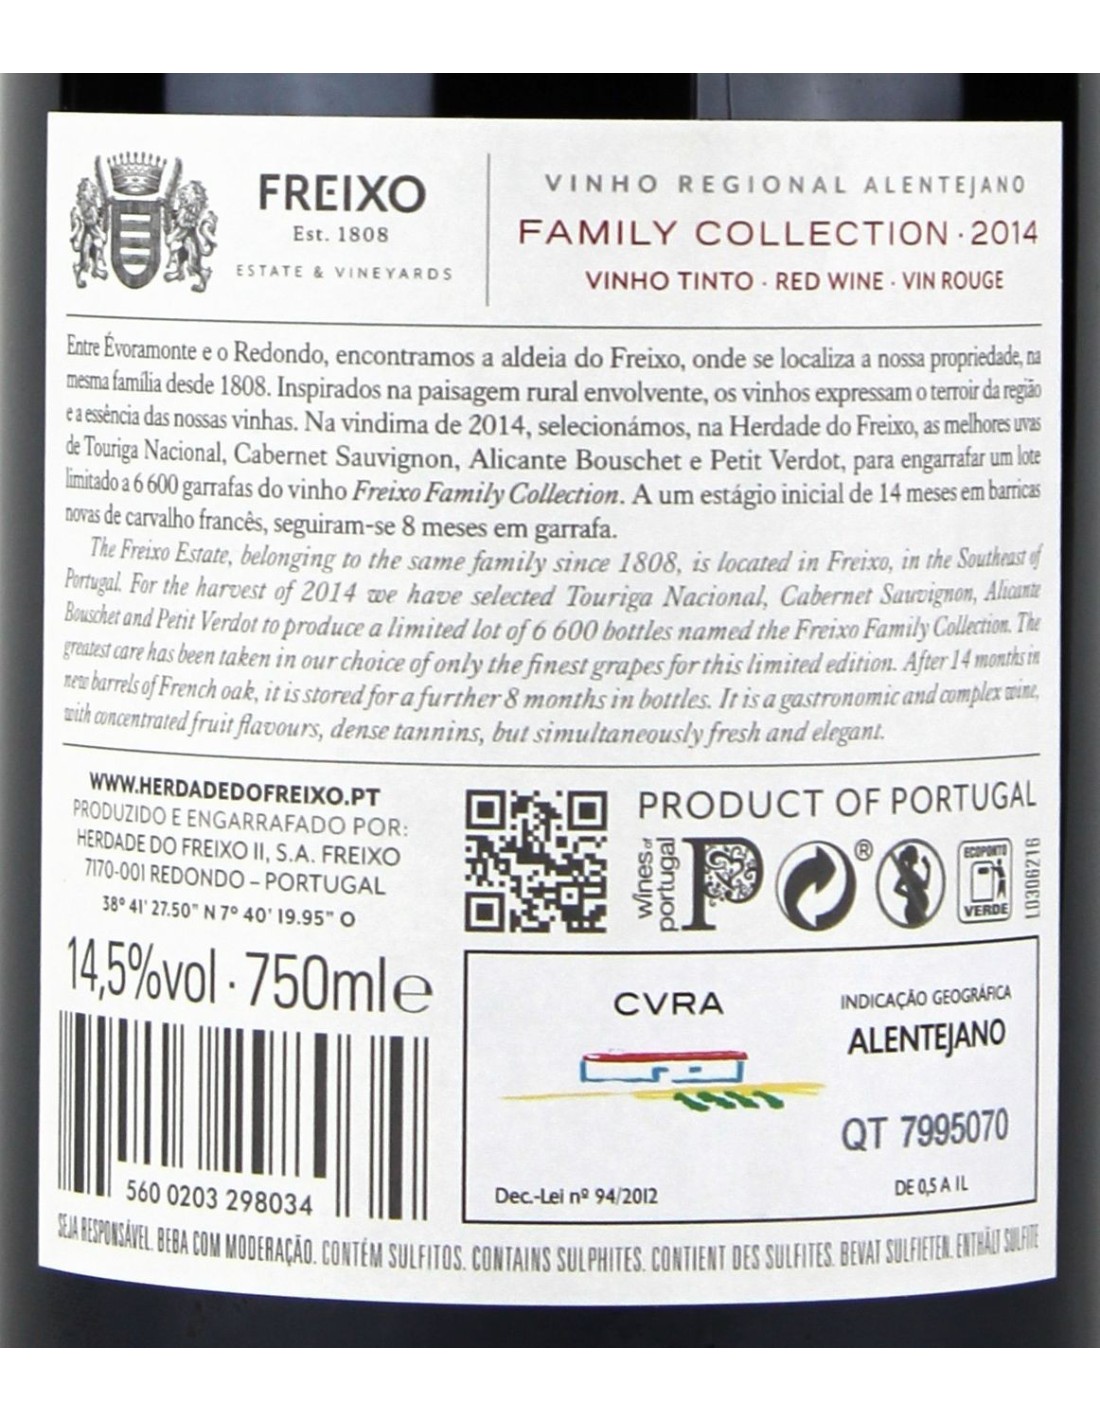 FREIXO
Est. 1808
ESTATE & VINEYARDS
VINHO REGIONAL ALENTEJANO
FAMILY COLLECTION · 2014
VINHO TINTO · RED WINE · VIN ROUGE
Entre Évoramonte e o Redondo, encontramos a aldeia do Freixo, onde se localiza a nossa propriedade, na
mesma família desde 1808. Inspirados na paisagem rural envolvente, os vinhos expressam o terroir da região
e a essência das nossas vinhas. Na vindima de 2014, selecionámos, na Herdade do Freixo, as melhores uvas
de Touriga Nacional, Cabernet Sauvignon, Alicante Bouschet e Petit Verdot, para engarrafar um lote
limitado a 6 600 garrafas do vinho Freixo Family Collection. A um estágio inicial de 14 meses em barricas
novas de carvalho francês, seguiram-se 8 meses em garrafa.
The Freixo Estate, belonging to the same family since 1808, is located in Freixo, in the Southeast of
Portugal. For the harvest of 2014 we have selected Touriga Nacional, Cabernet Sauvignon, Alicante
Bouschet and Petit Verdot to produce a limited lot of 6 600 bottles named the Freixo Family Collection. The
greatest care has been taken in our choice of only the finest grapes for this limited edition. After 14 months in
new barrels of French oak, it is stored for a further 8 months in bottles. It is a gastronomic and complex wine,
with concentrated fruit flavours, dense tannins, but simultaneously fresh and elegant.
WWW.HERDADEDOFREIXO.PT
PRODUZIDO E ENGARRAFADO POR:
HERDADE DO FREIXO II, S.A. FREIXO
7170-001 REDONDO – PORTUGAL
38º 41' 27.50" N 7º 40' 19.95" O
14,5%vol · 750ml e
560 0203 298034
PRODUCT OF PORTUGAL
wines of
portugal
P
®
ECOPONTO
VERDE
L0306216
CVRA
INDICAÇÃO GEOGRÁFICA
ALENTEJANO
QT 7995070
Dec.-Lei nº 94/2012
DE 0,5 A 1L
SEJA RESPONSÁVEL. BEBA COM MODERAÇÃO. CONTÉM SULFITOS. CONTAINS SULPHITES. CONTIENT DES SULFITES. BEVAT SULFIETEN. ENTHÄLT SULFITE